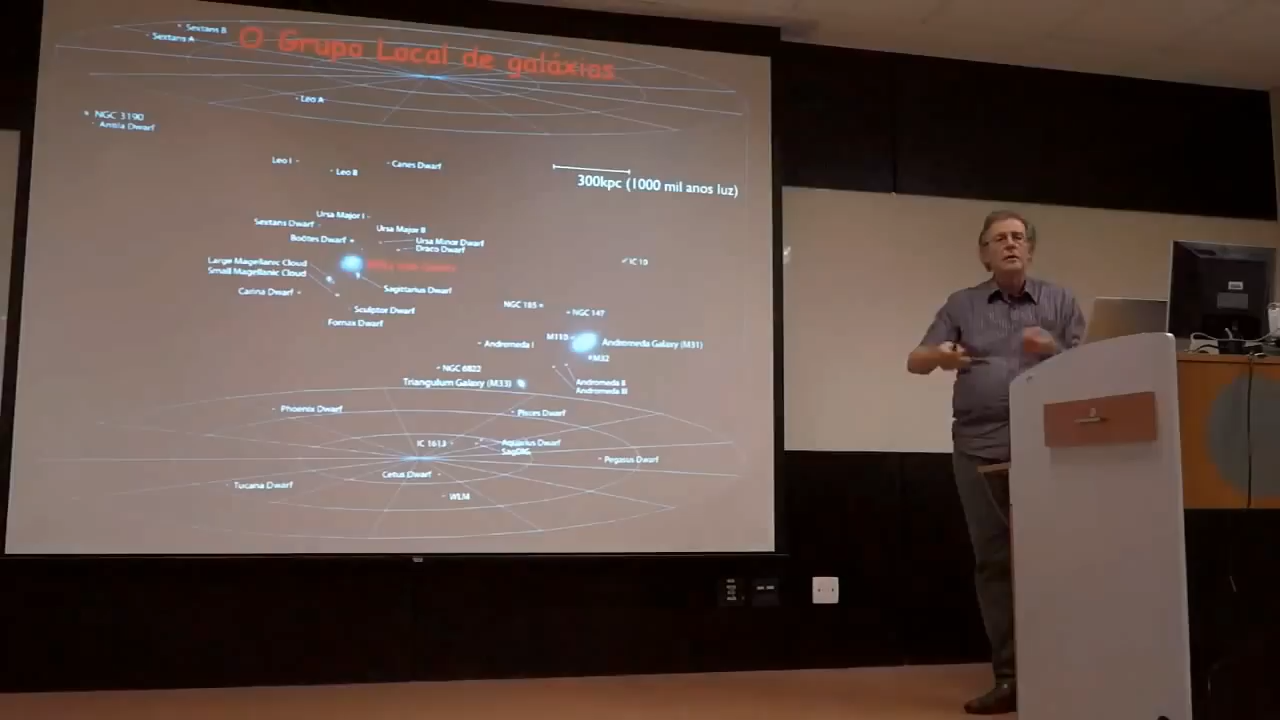 Sextans B
Sextans A
O Grupo Local de galáxias
Leo A
NGC 3190
Antlia Dwarf
Leo I
Leo II
Canes Dwarf
300kpc (1000 mil anos luz)
Ursa Major I
Sextans Dwarf
Ursa Major II
Boötes Dwarf
Ursa Minor Dwarf
Draco Dwarf
Large Magellanic Cloud
Small Magellanic Cloud
IC 10
Carina Dwarf
Sagittarius Dwarf
Sculptor Dwarf
Fornax Dwarf
NGC 185
NGC 147
M110
Andromeda I
Andromeda Galaxy (M31)
M32
NGC 6822
Triangulum Galaxy (M33)
Andromeda II
Andromeda III
Phoenix Dwarf
Pisces Dwarf
IC 1613
Aquarius Dwarf
SagDIG
Cetus Dwarf
Pegasus Dwarf
Tucana Dwarf
WLM